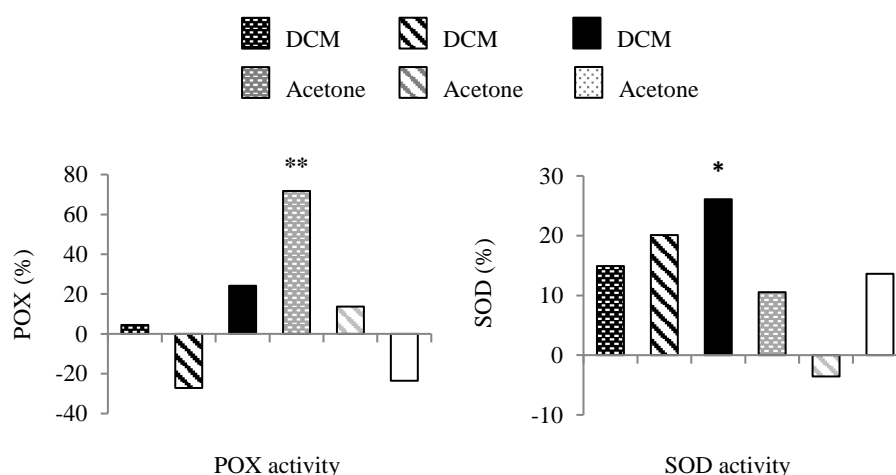 DCM DCM DCM
Acetone Acetone Acetone
**
80
60
40
20
0
-20
-40
POX (%)
POX activity
*
30
20
10
0
-10
SOD (%)
SOD activity